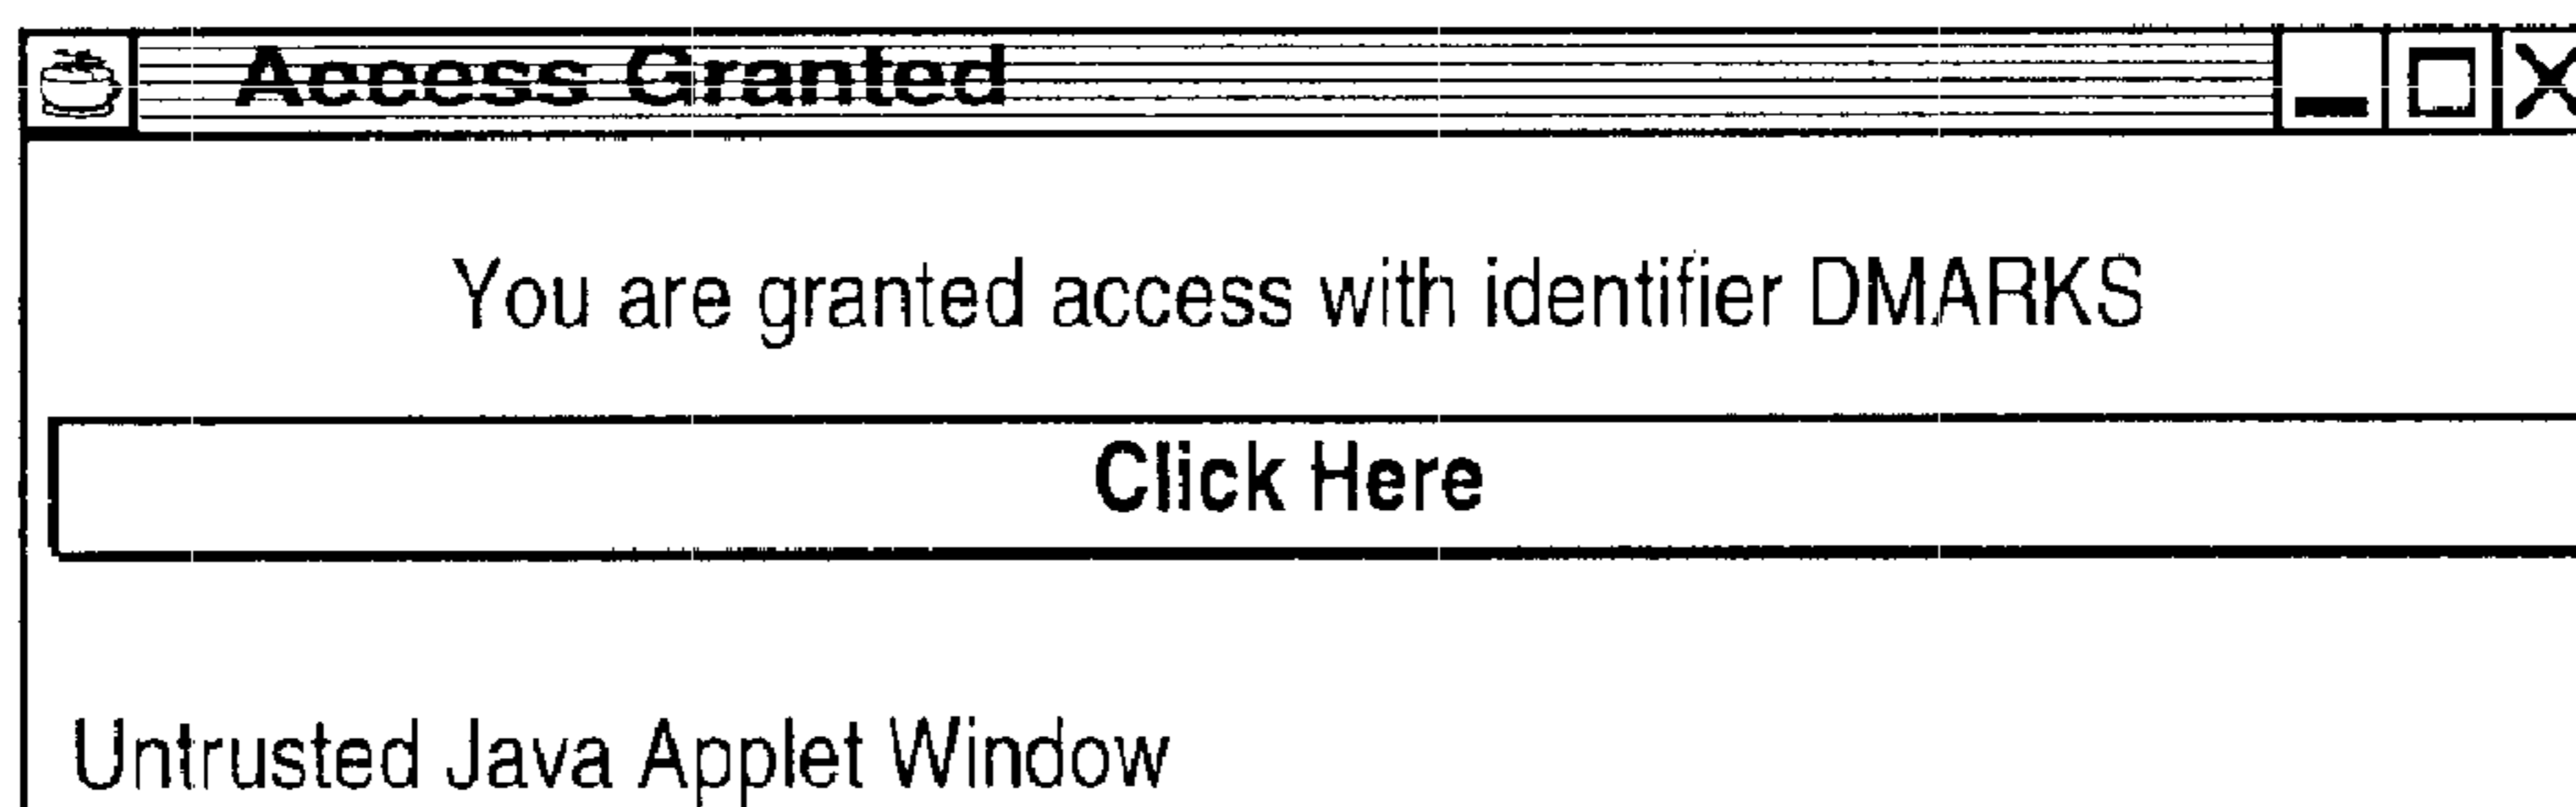 Access Granted
You are granted access with identifier DMARKS
Click Here
Untrusted Java Applet Window